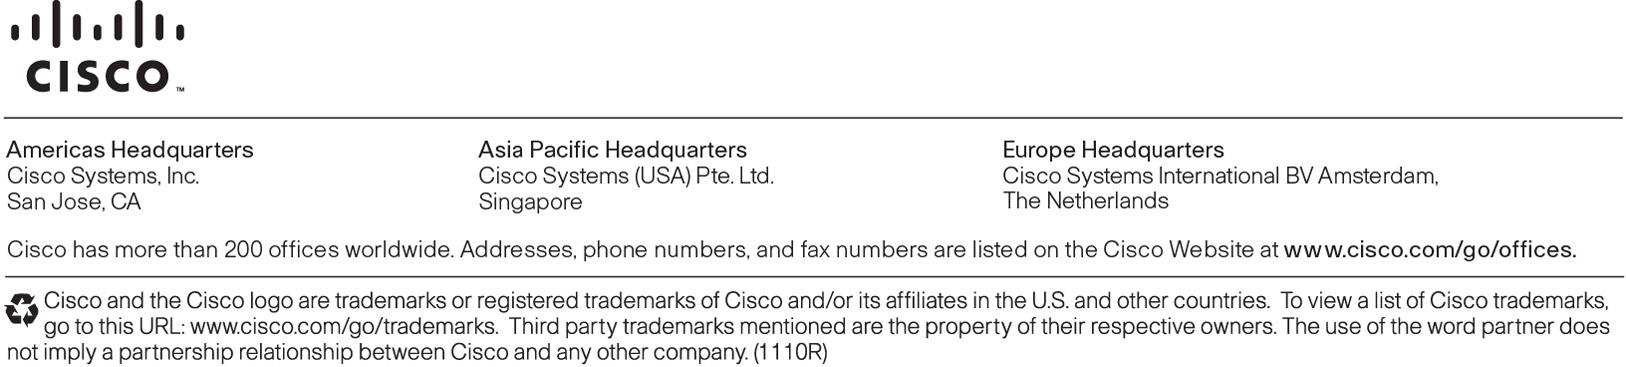 CISCO™
Americas Headquarters
Cisco Systems, Inc.
San Jose, CA
Asia Pacific Headquarters
Cisco Systems (USA) Pte. Ltd.
Singapore
Europe Headquarters
Cisco Systems International BV Amsterdam,
The Netherlands
Cisco has more than 200 offices worldwide. Addresses, phone numbers, and fax numbers are listed on the Cisco Website at www.cisco.com/go/offices.
Cisco and the Cisco logo are trademarks or registered trademarks of Cisco and/or its affiliates in the U.S. and other countries. To view a list of Cisco trademarks,
go to this URL: www.cisco.com/go/trademarks. Third party trademarks mentioned are the property of their respective owners. The use of the word partner does
not imply a partnership relationship between Cisco and any other company. (1110R)